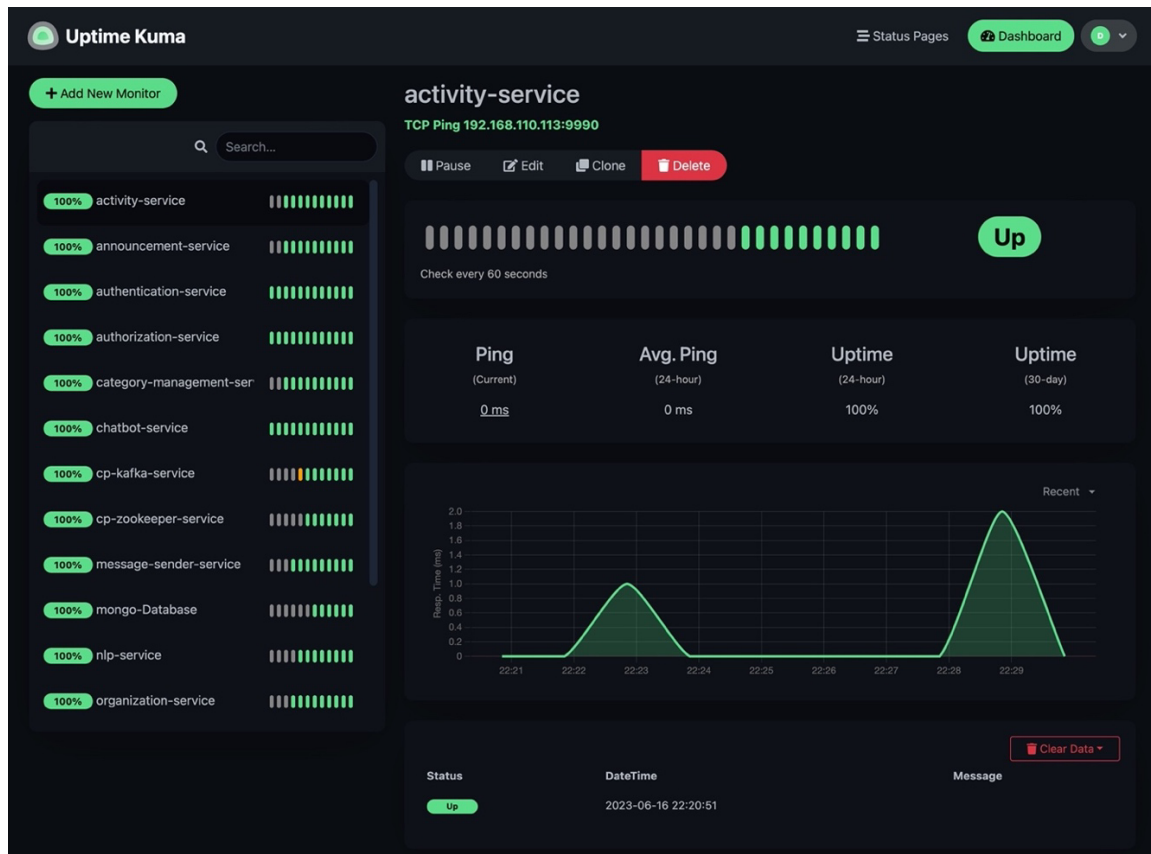 Uptime Kuma
Status Pages
Dashboard
D
+ Add New Monitor
Search...
100% activity-service
100% announcement-service
100% authentication-service
100% authorization-service
100% category-management-ser
100% chatbot-service
100% cp-kafka-service
100% cp-zookeeper-service
100% message-sender-service
100% mongo-Database
100% nlp-service
100% organization-service
activity-service
TCP Ping 192.168.110.113:9990
Pause Edit Clone Delete
Up
Check every 60 seconds
Ping Avg. Ping Uptime Uptime
(Current) (24-hour) (24-hour) (30-day)
0 ms 0 ms 100% 100%
Recent
Resp. Time (ms)
2.0
1.8
1.6
1.4
1.2
1.0
0.8
0.6
0.4
0.2
0
22:21 22:22 22:23 22:24 22:25 22:26 22:27 22:28 22:29
Clear Data
Status DateTime Message
Up 2023-06-16 22:20:51